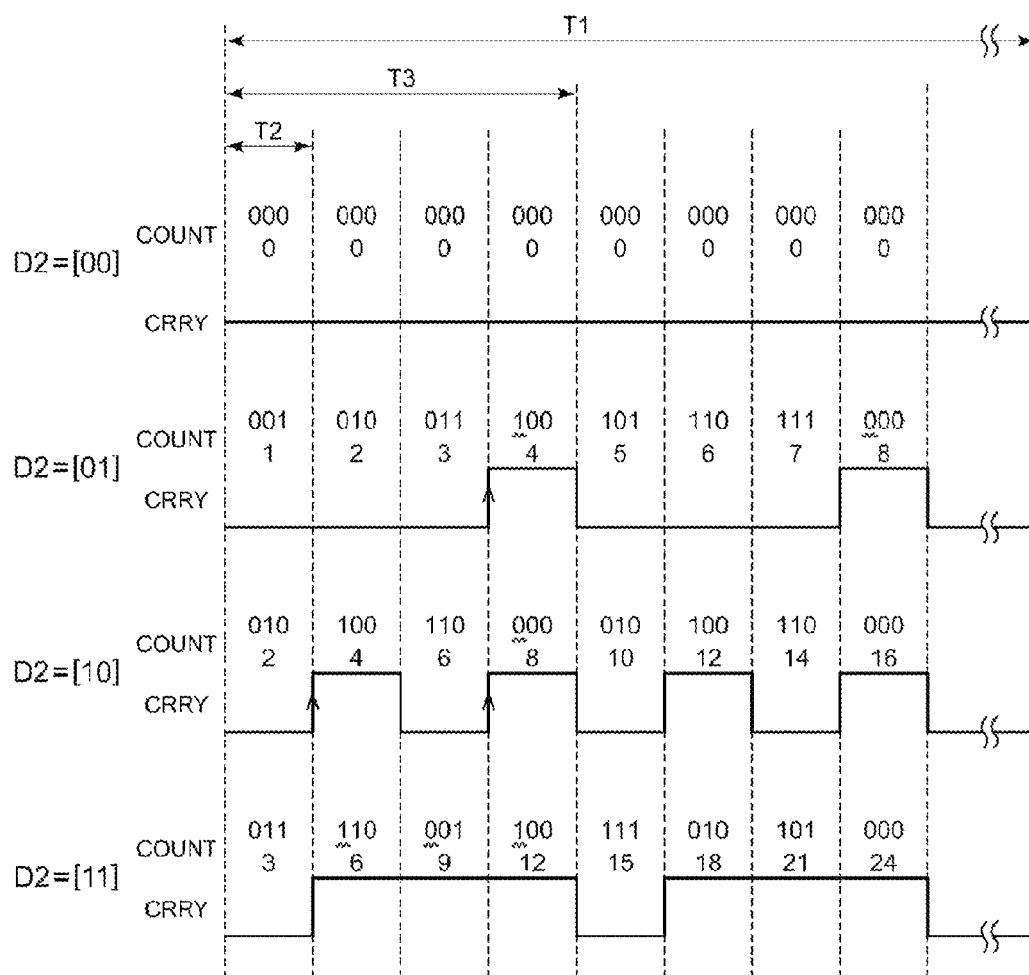 T1
T3
T2
000 000 000 000 000 000 000 000
COUNT
0 0 0 0 0 0 0 0
D2=[00]
CRRY
001 010 011 100 101 110 111 000
COUNT
1 2 3 4 5 6 7 8
D2=[01]
CRRY
010 100 110 000 010 100 110 000
COUNT
2 4 6 8 10 12 14 16
D2=[10]
CRRY
011 110 001 100 111 010 101 000
COUNT
3 6 9 12 15 18 21 24
D2=[11]
CRRY